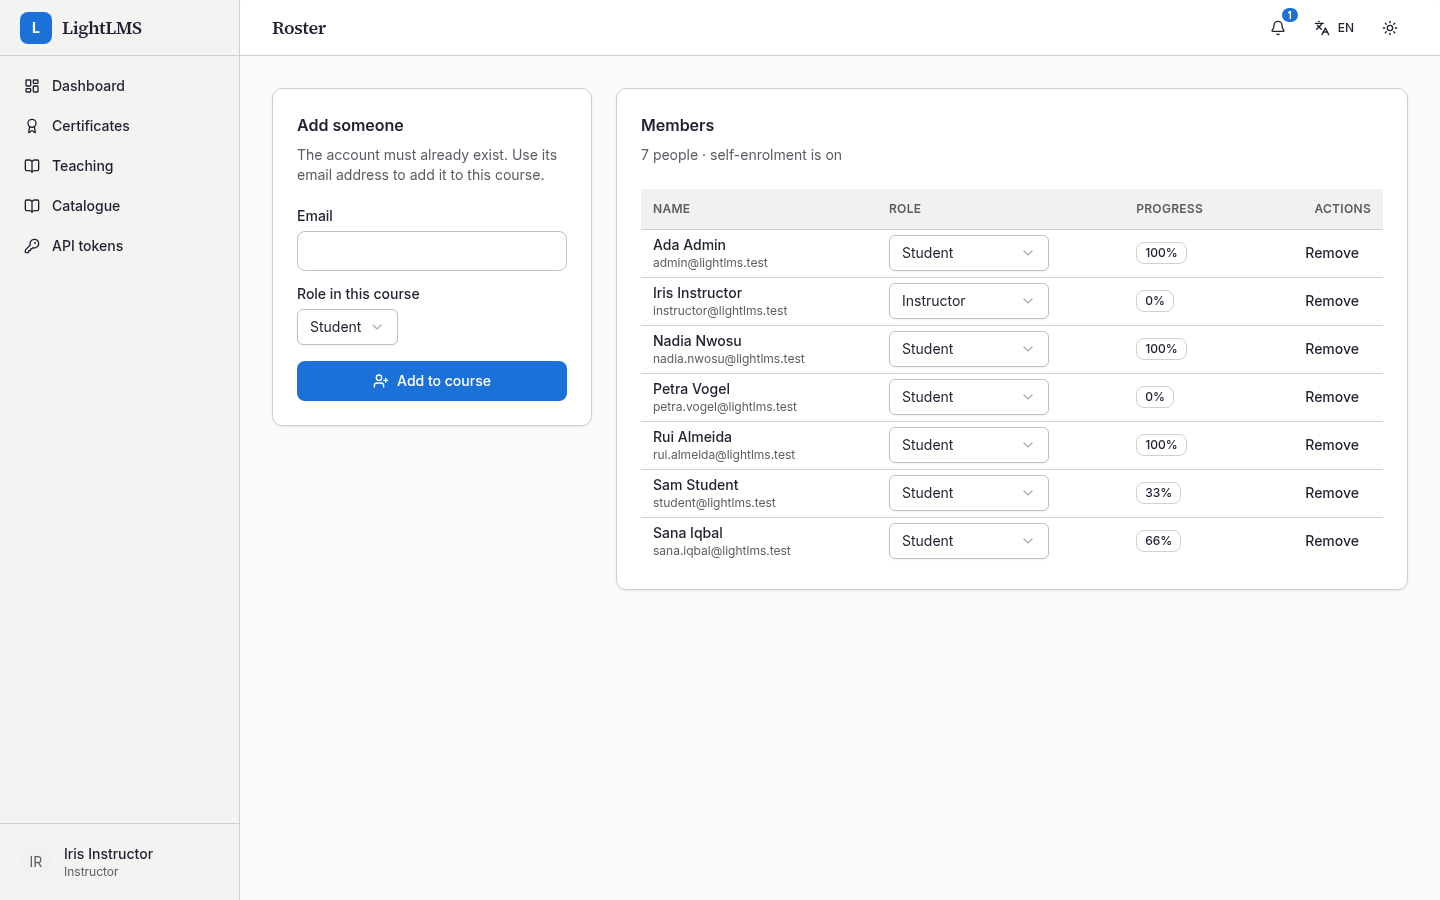 L LightLMS
Dashboard
Certificates
Teaching
Catalogue
API tokens
IR
Iris Instructor
Instructor
Roster
1
EN
Add someone
The account must already exist. Use its
email address to add it to this course.
Email
Role in this course
Student
Add to course
Members
7 people · self-enrolment is on
NAME ROLE PROGRESS ACTIONS
Ada Admin
admin@lightlms.test
Student 100% Remove
Iris Instructor
instructor@lightlms.test
Instructor 0% Remove
Nadia Nwosu
nadia.nwosu@lightlms.test
Student 100% Remove
Petra Vogel
petra.vogel@lightlms.test
Student 0% Remove
Rui Almeida
rui.almeida@lightlms.test
Student 100% Remove
Sam Student
student@lightlms.test
Student 33% Remove
Sana Iqbal
sana.iqbal@lightlms.test
Student 66% Remove